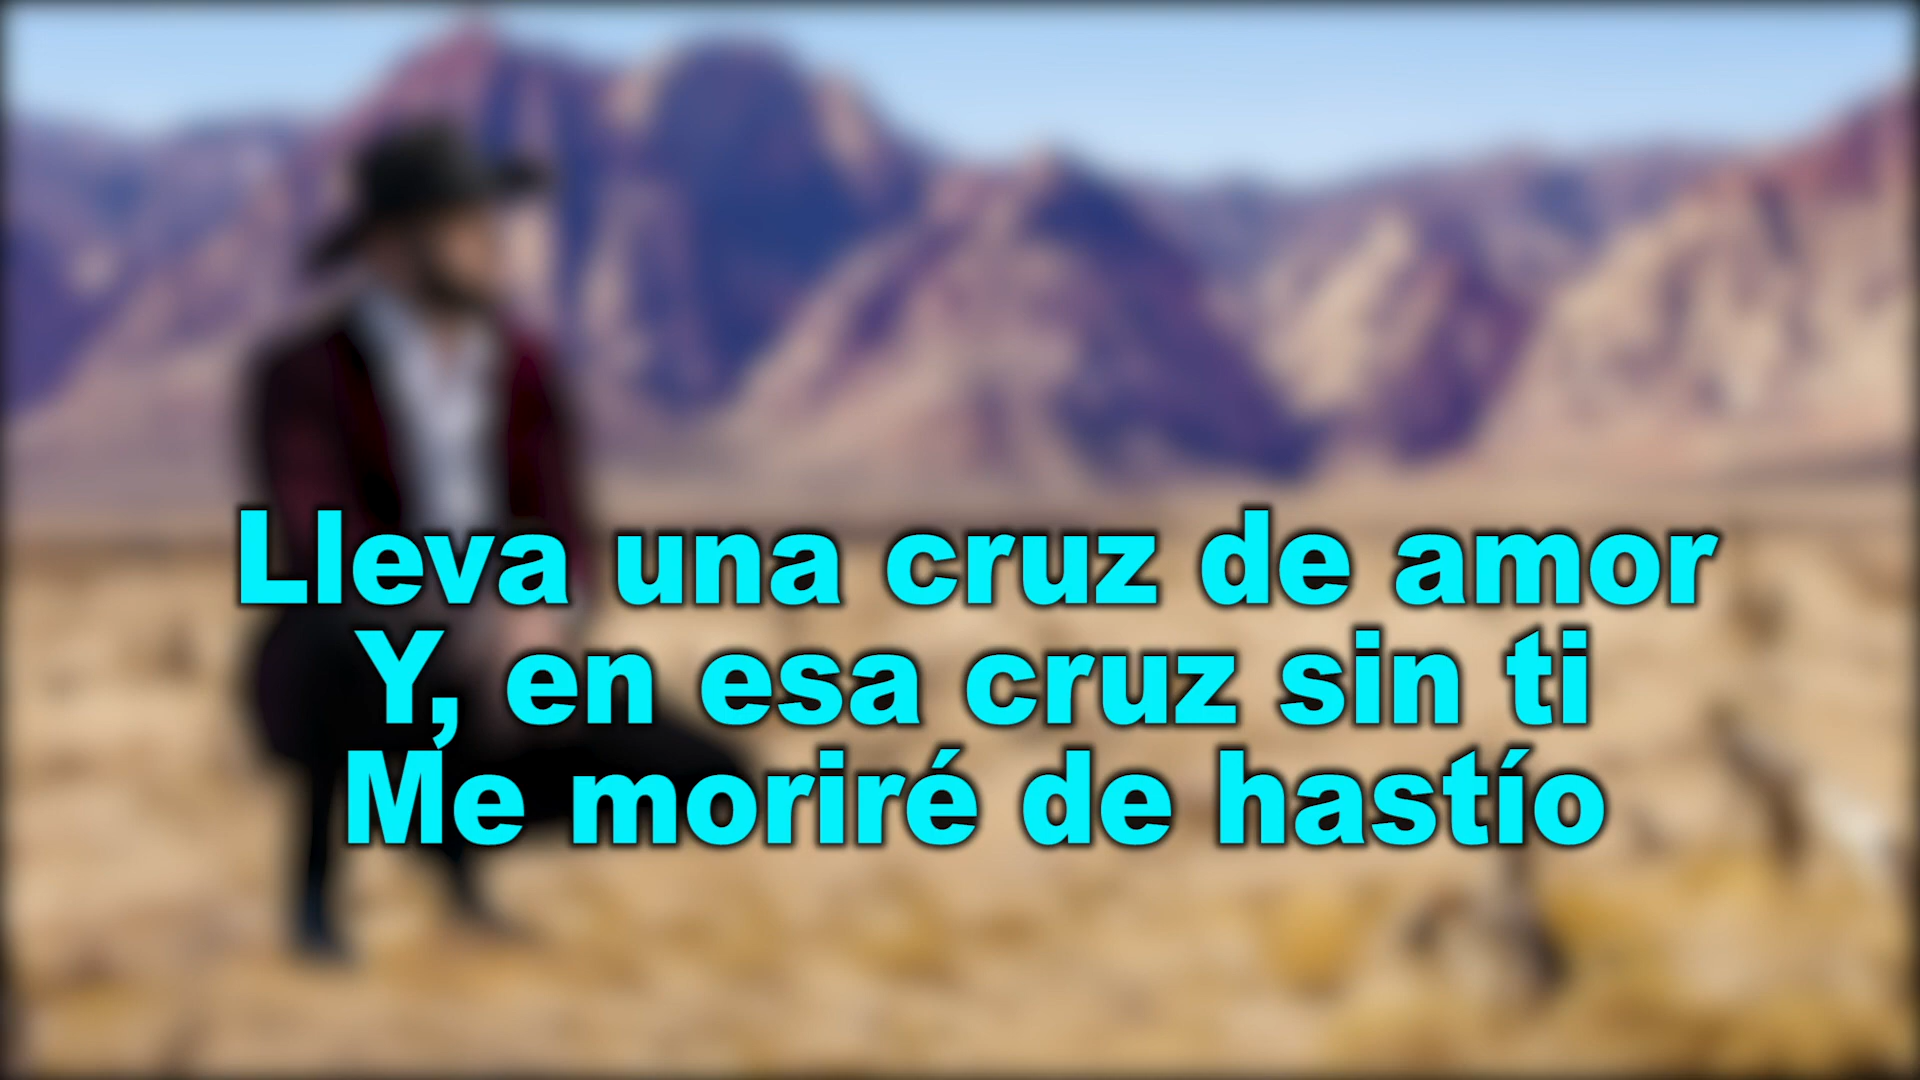 Lleva una cruz de amor
Y, en esa cruz sin ti
Me moriré de hastío